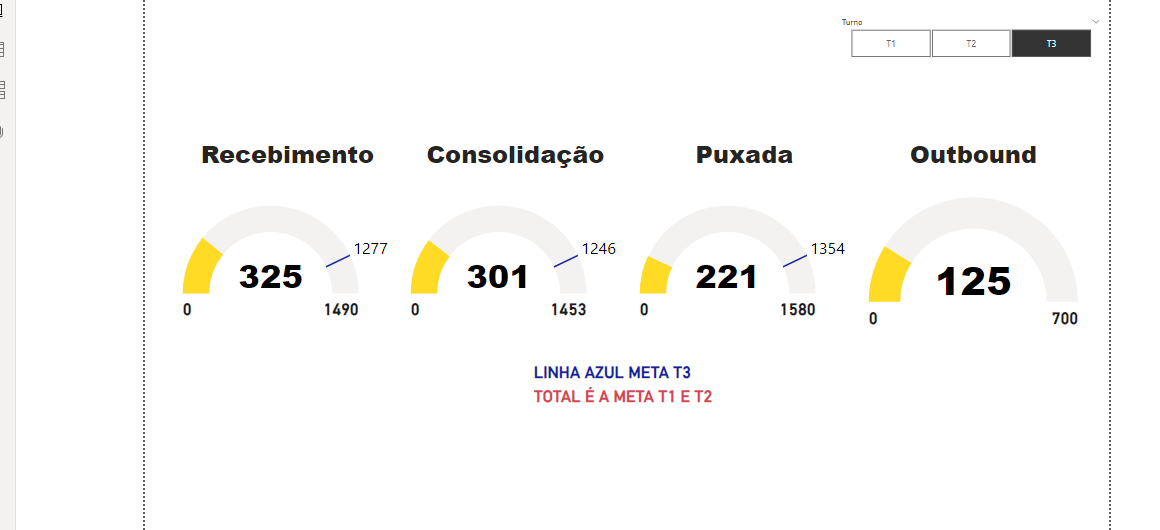 Turno
T1 T2 T3
Recebimento Consolidação Puxada Outbound
1277 1246 1354
325 301 221 125
0 1490 0 1453 0 1580 0 700
LINHA AZUL META T3
TOTAL É A META T1 E T2